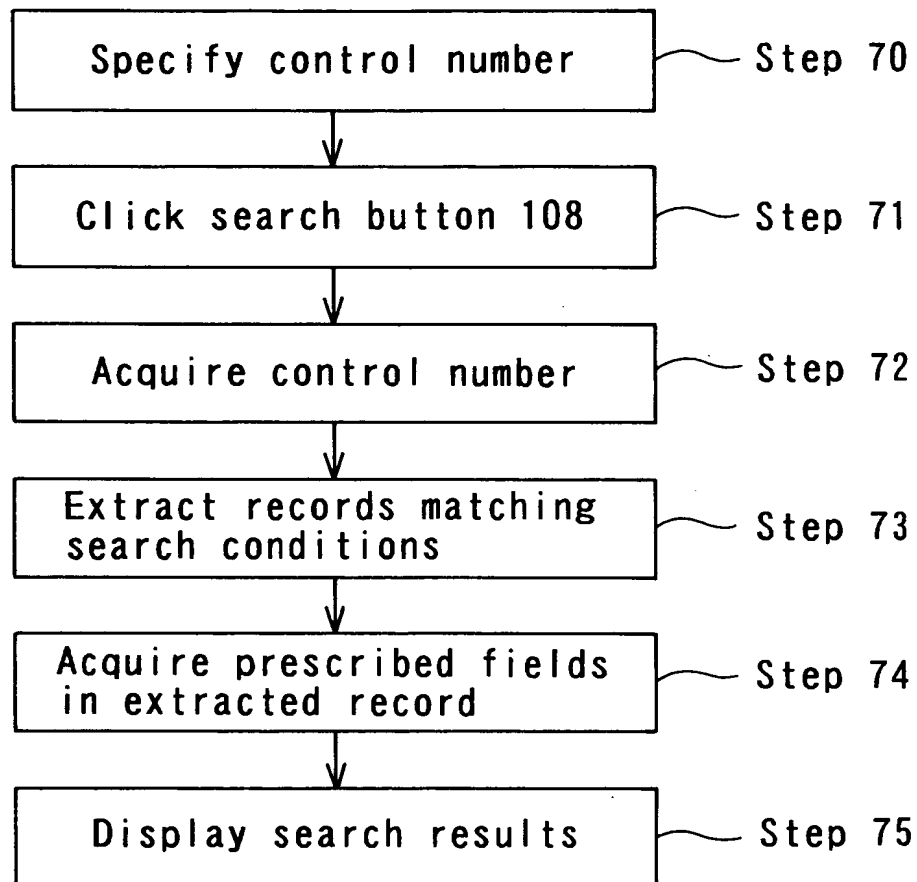 Specify control number
Step 70
Click search button 108
Step 71
Acquire control number
Step 72
Extract records matching
search conditions
Step 73
Acquire prescribed fields
in extracted record
Step 74
Display search results
Step 75